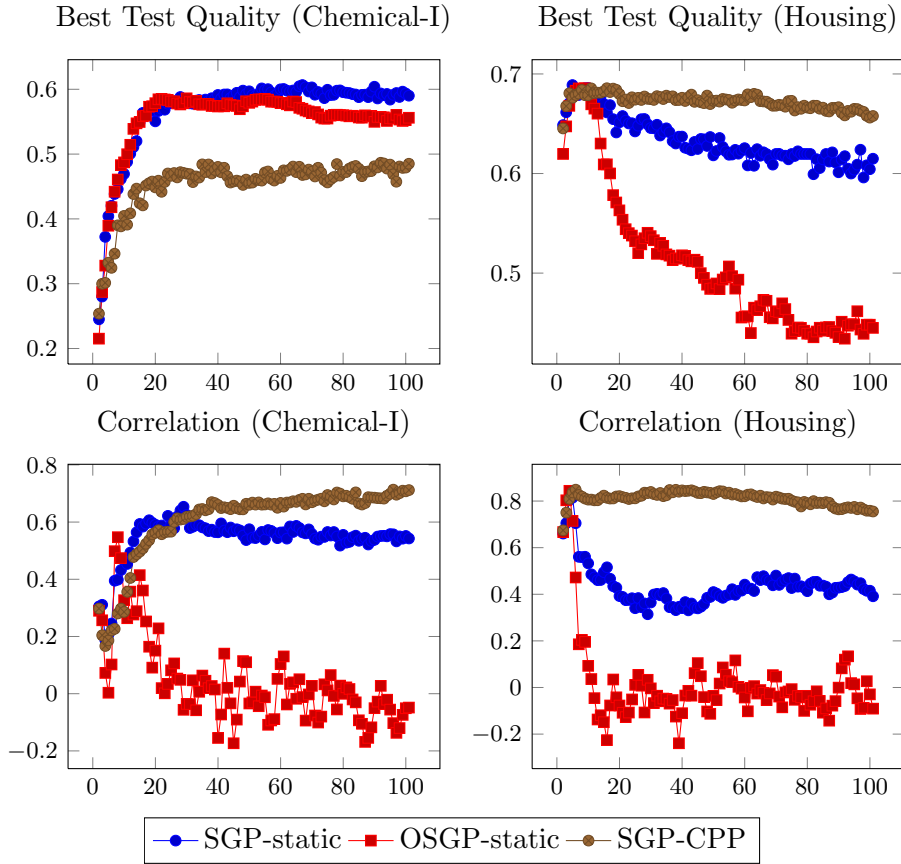 Best Test Quality (Chemical-I)
Best Test Quality (Housing)
0.6
0.5
0.4
0.3
0.2
0 20 40 60 80 100
0.7
0.6
0.5
0 20 40 60 80 100
Correlation (Chemical-I)
Correlation (Housing)
0.8
0.6
0.4
0.2
0
−0.2
0 20 40 60 80 100
0.8
0.6
0.4
0.2
0
−0.2
0 20 40 60 80 100
SGP-static OSGP-static SGP-CPP